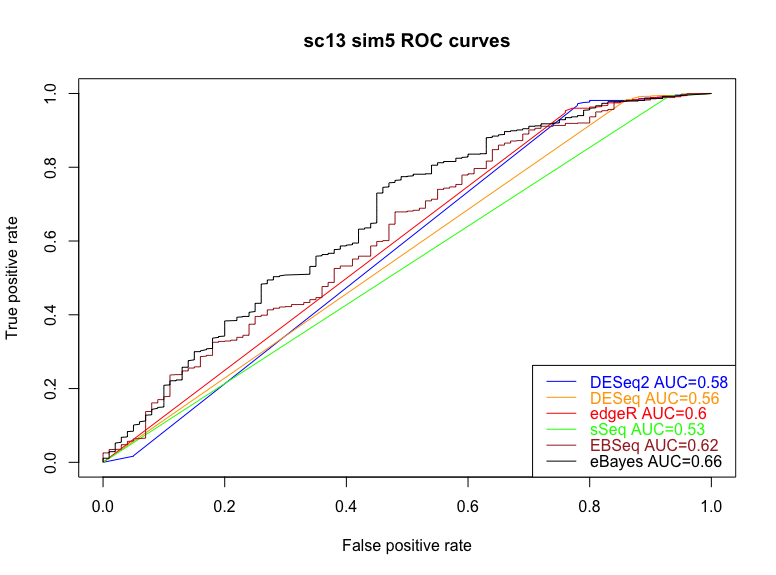 sc13 sim5 ROC curves
True positive rate
1.0
0.8
0.6
0.4
0.2
0.0
DESeq2 AUC=0.58
DESeq AUC=0.56
edgeR AUC=0.6
sSeq AUC=0.53
EBSeq AUC=0.62
eBayes AUC=0.66
0.0 0.2 0.4 0.6 0.8 1.0
False positive rate